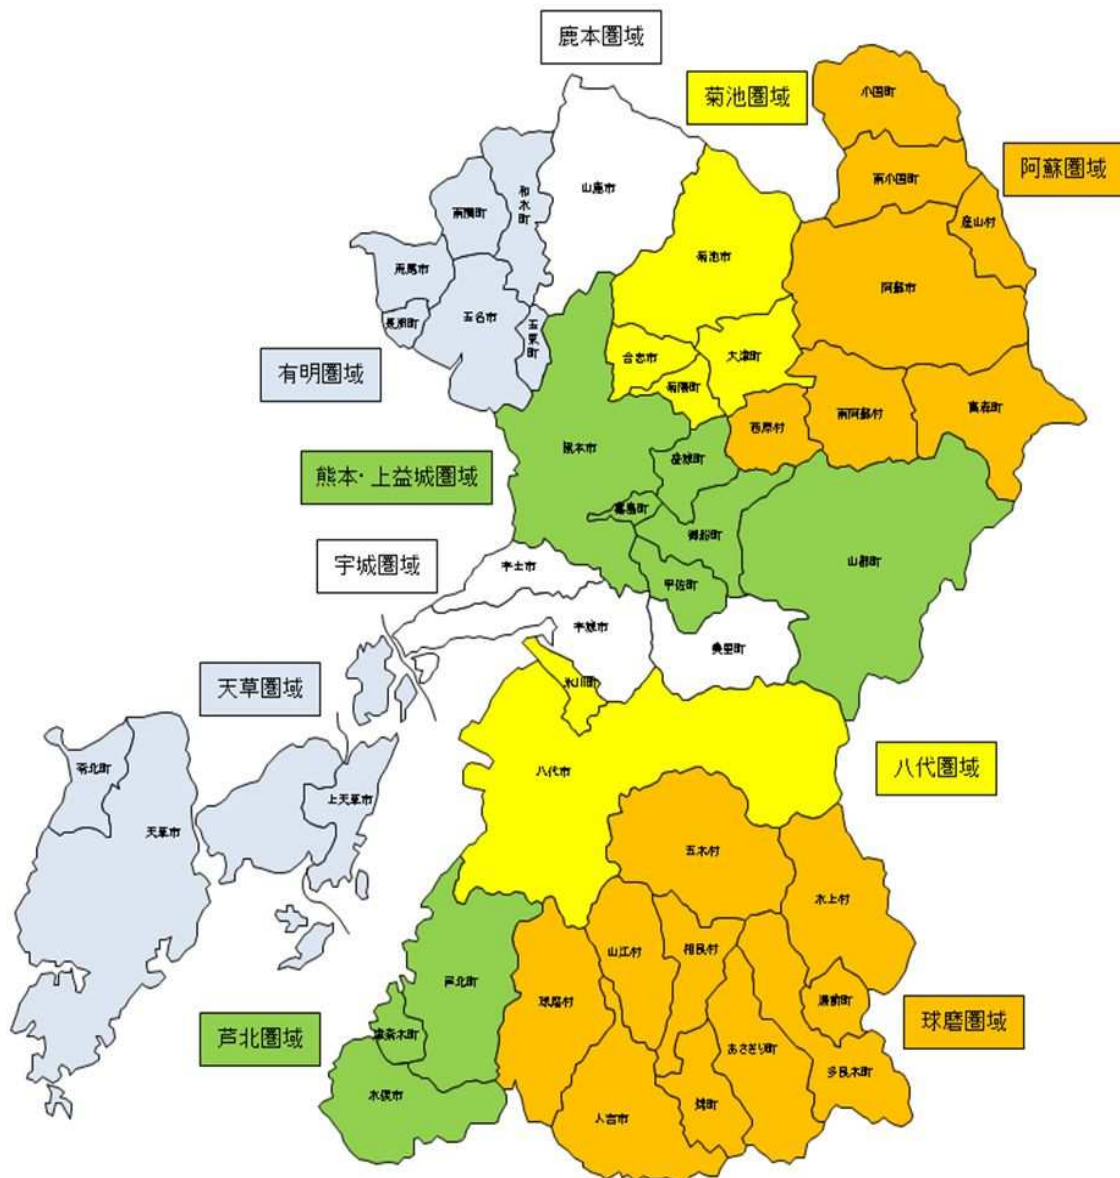 鹿本圏域
菊池圏域
小国町
阿蘇圏域
南小国町
和水町
山鹿市
産山村
南関町
菊池市
荒尾市
阿蘇市
玉名市
長洲町
玉東町
大津町
合志市
有明圏域
菊陽町
高森町
南阿蘇村
西原村
熊本市
益城町
熊本・上益城圏域
嘉島町
御船町
山都町
宇土市
甲佐町
宇城圏域
宇城市
美里町
氷川町
天草圏域
苓北町
八代市
八代圏域
上天草市
天草市
五木村
水上村
山江村
相良村
芦北町
球磨村
湯前町
球磨圏域
津奈木町
芦北圏域
あさぎり町
多良木町
水俣市
錦町
人吉市